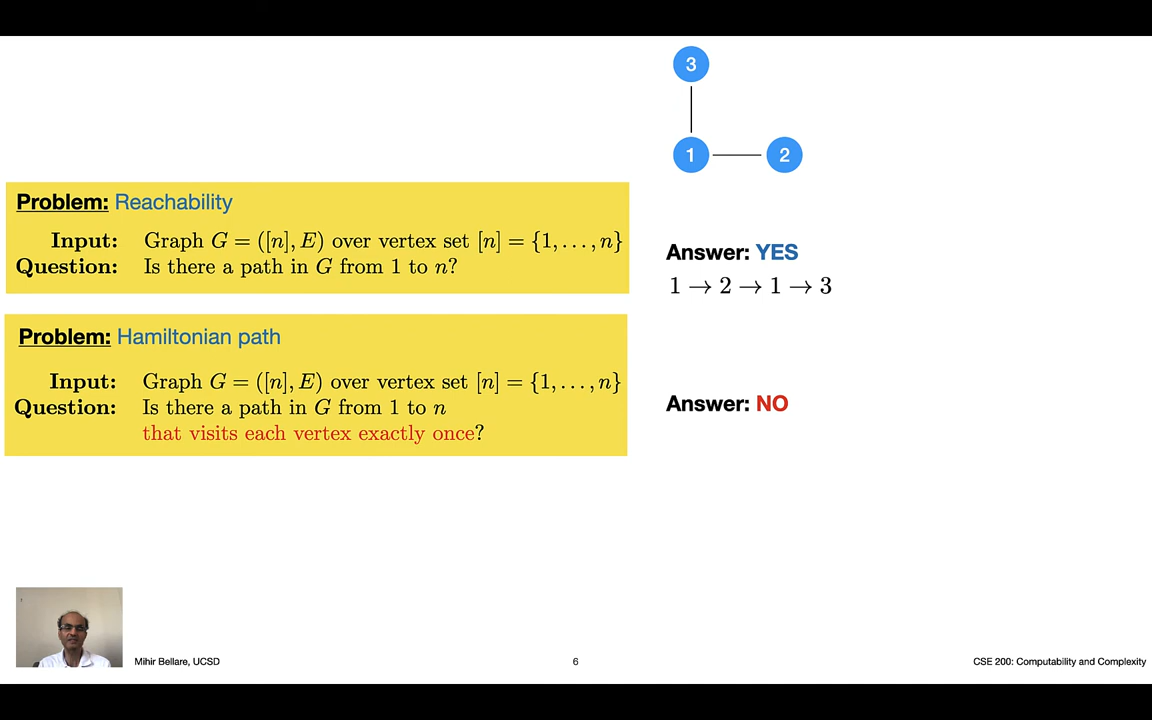 3
1
2
Problem: Reachability
Input: Graph G = ([n], E) over vertex set [n] = {1, . . . , n}
Question: Is there a path in G from 1 to n?
Answer: YES
1 → 2 → 1 → 3
Problem: Hamiltonian path
Input: Graph G = ([n], E) over vertex set [n] = {1, . . . , n}
Question: Is there a path in G from 1 to n
that visits each vertex exactly once?
Answer: NO
Mihir Bellare, UCSD
6
CSE 200: Computability and Complexity